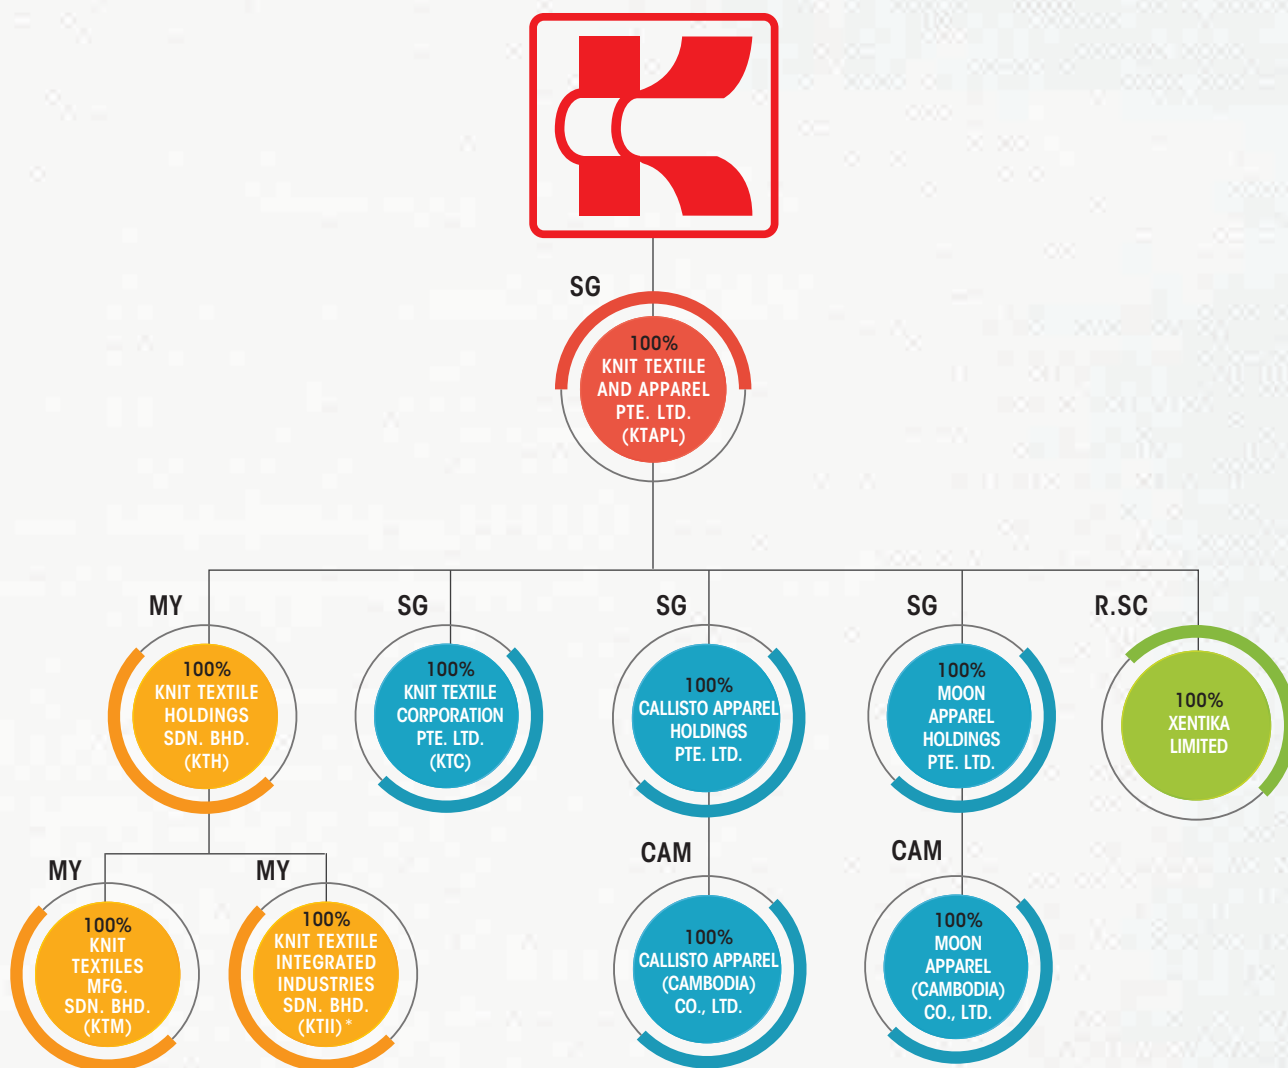 SG
100%
KNIT TEXTILE
AND APPAREL
PTE. LTD.
(KTAPL)
MY
100%
KNIT TEXTILE
HOLDINGS
SDN. BHD.
(KTH)
SG
100%
KNIT TEXTILE
CORPORATION
PTE. LTD.
(KTC)
SG
100%
CALLISTO APPAREL
HOLDINGS
PTE. LTD.
SG
100%
MOON
APPAREL
HOLDINGS
PTE. LTD.
R.SC
100%
XENTIKA
LIMITED
MY
100%
KNIT
TEXTILES
MFG.
SDN. BHD.
(KTM)
MY
100%
KNIT TEXTILE
INTEGRATED
INDUSTRIES
SDN. BHD.
(KTII)*
CAM
100%
CALLISTO APPAREL
(CAMBODIA)
CO., LTD.
CAM
100%
MOON
APPAREL
(CAMBODIA)
CO., LTD.